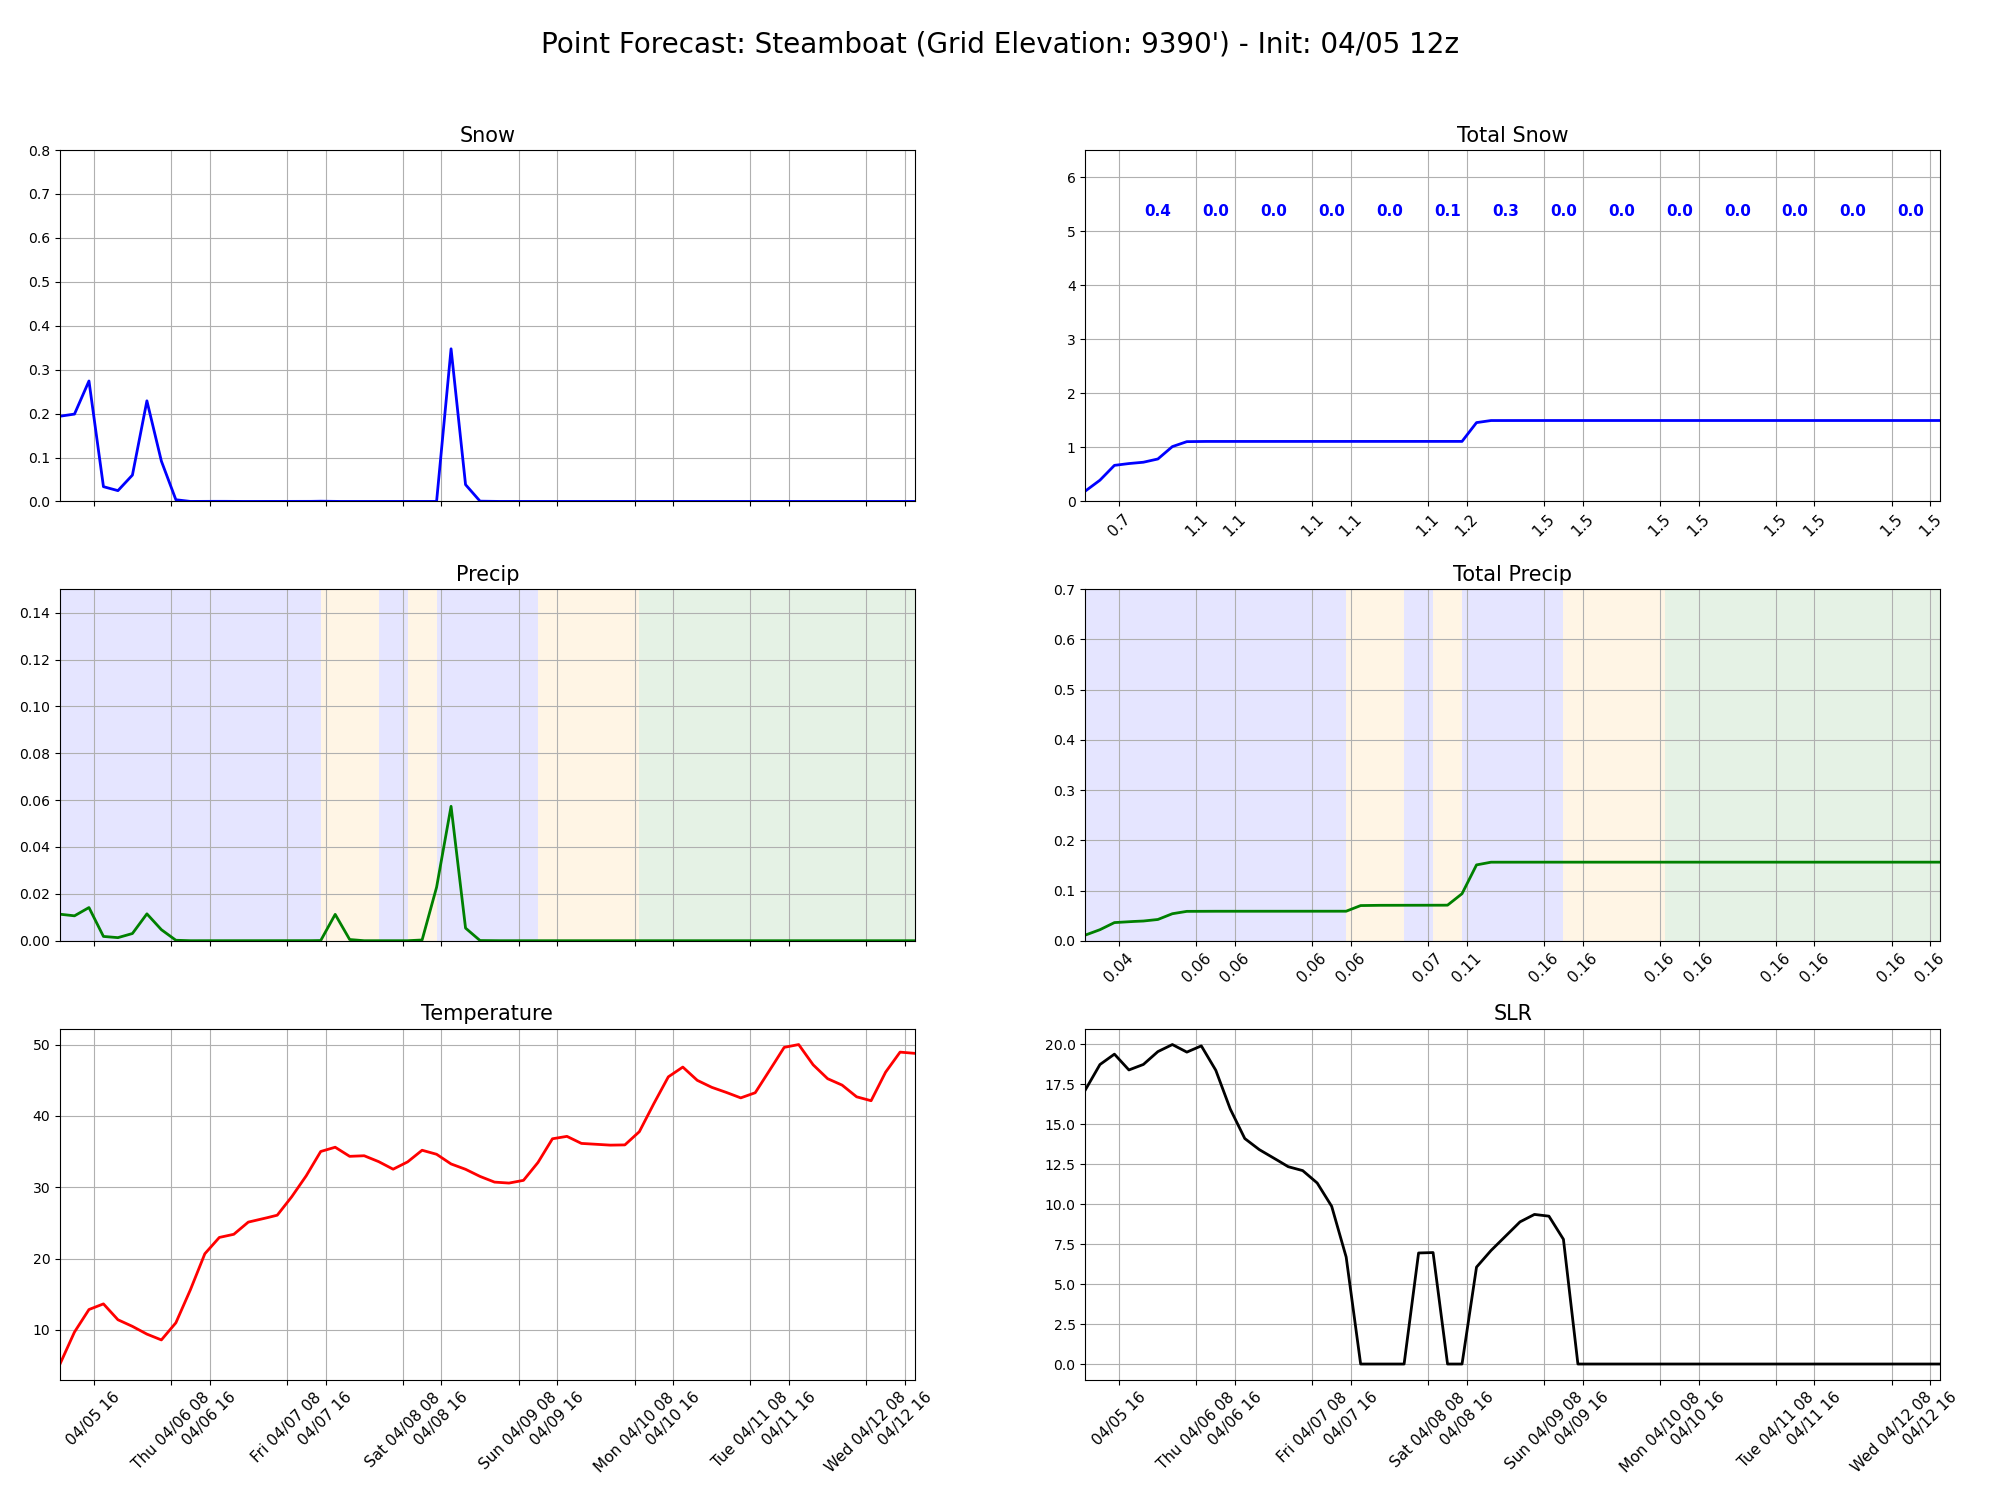 Point Forecast: Steamboat (Grid Elevation: 9390') - Init: 04/05 12z
Snow
0.8
0.7
0.6
0.5
0.4
0.3
0.2
0.1
0.0
Total Snow
6
5
4
3
2
1
0
0.4 0.0 0.0 0.0 0.0 0.1 0.3 0.0 0.0 0.0 0.0 0.0 0.0 0.0
0.7 1.1 1.1 1.1 1.1 1.1 1.2 1.5 1.5 1.5 1.5 1.5 1.5 1.5 1.5
Precip
0.14
0.12
0.10
0.08
0.06
0.04
0.02
0.00
Total Precip
0.7
0.6
0.5
0.4
0.3
0.2
0.1
0.0
0.04 0.06 0.06 0.06 0.06 0.07 0.11 0.16 0.16 0.16 0.16 0.16 0.16 0.16 0.16
Temperature
50
40
30
20
10
04/05 16
Thu 04/06 08
04/06 16
Fri 04/07 08
04/07 16
Sat 04/08 08
04/08 16
Sun 04/09 08
04/09 16
Mon 04/10 08
04/10 16
Tue 04/11 08
04/11 16
Wed 04/12 08
04/12 16
SLR
20.0
17.5
15.0
12.5
10.0
7.5
5.0
2.5
0.0
04/05 16
Thu 04/06 08
04/06 16
Fri 04/07 08
04/07 16
Sat 04/08 08
04/08 16
Sun 04/09 08
04/09 16
Mon 04/10 08
04/10 16
Tue 04/11 08
04/11 16
Wed 04/12 08
04/12 16